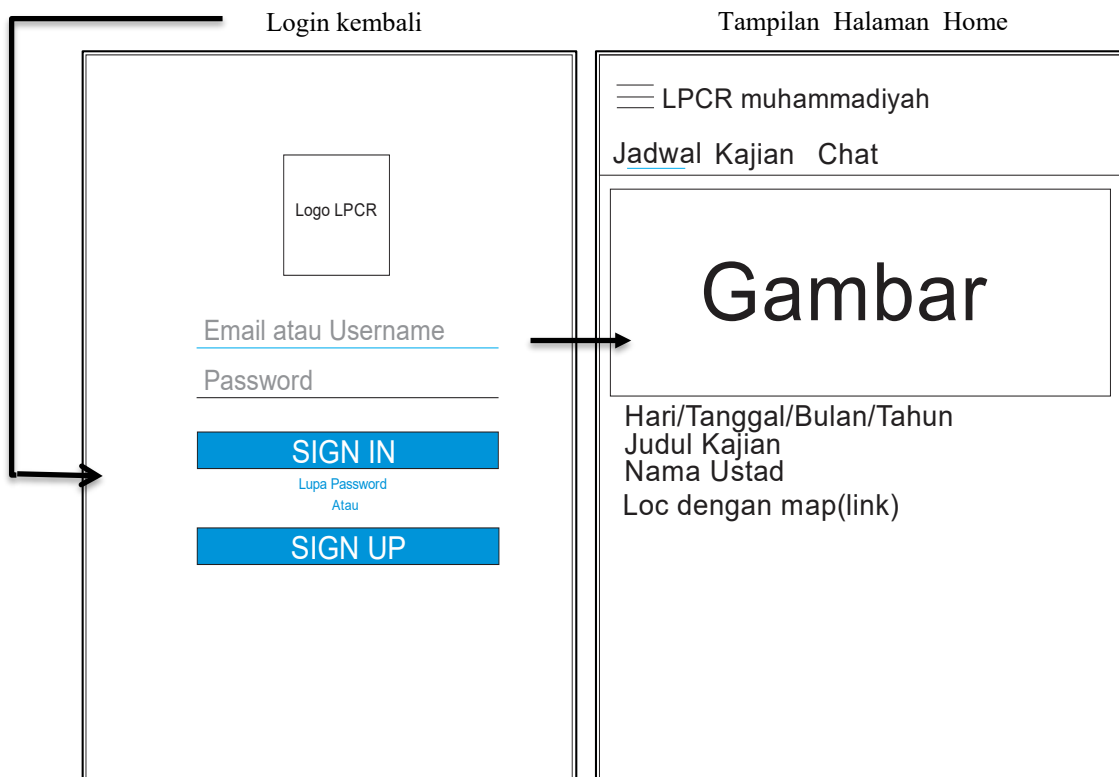 Login kembali
Logo LPCR
Email atau Username
Password
SIGN IN
Lupa Password
Atau
SIGN UP
Tampilan Halaman Home
LPCR muhammadiyah
Jadwal Kajian Chat
Gambar
Hari/Tanggal/Bulan/Tahun
Judul Kajian
Nama Ustad
Loc dengan map(link)